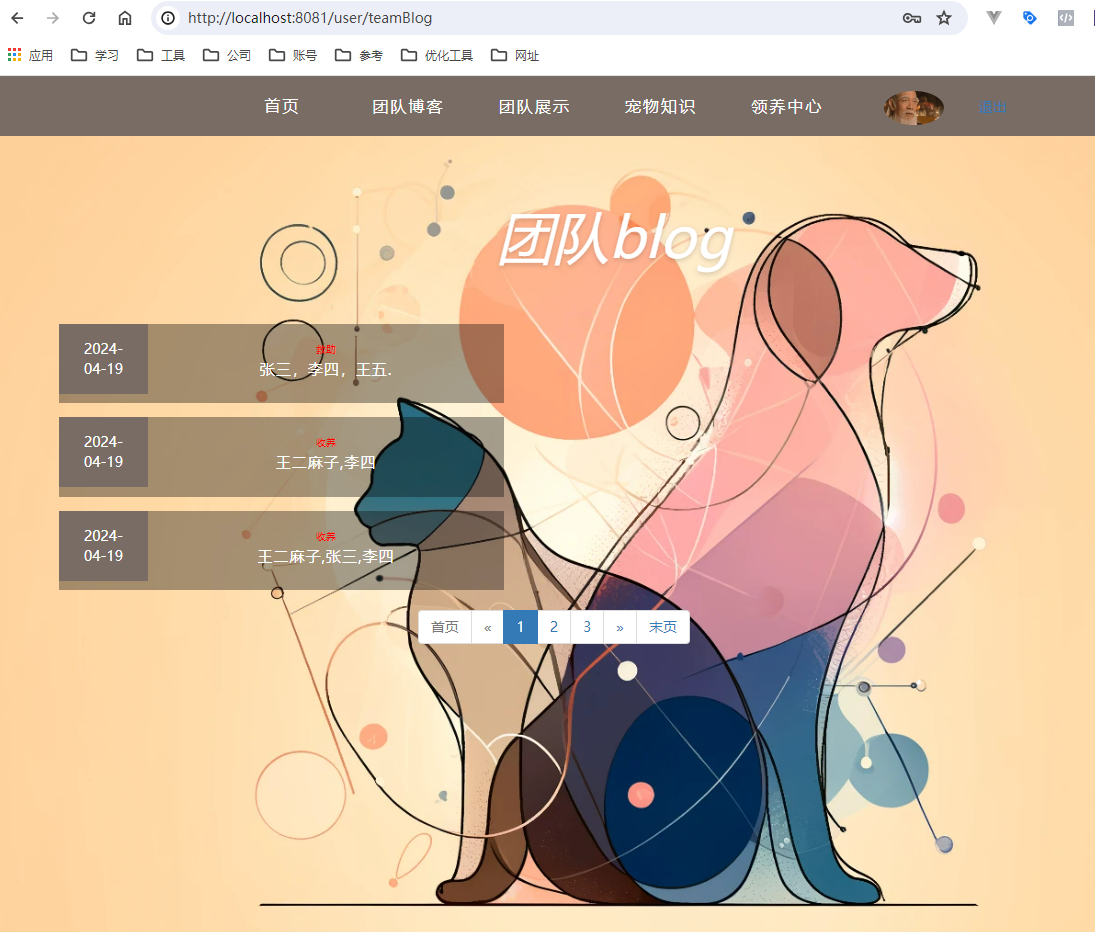 http://localhost:8081/user/teamBlog
应用 学习 工具 公司 账号 参考 优化工具 网址
首页 团队博客 团队展示 宠物知识 领养中心
团队blog
2024-
04-19
救助
张三，李四，王五.
2024-
04-19
收养
王二麻子,李四
2024-
04-19
收养
王二麻子,张三,李四
首页 « 1 2 3 » 末页